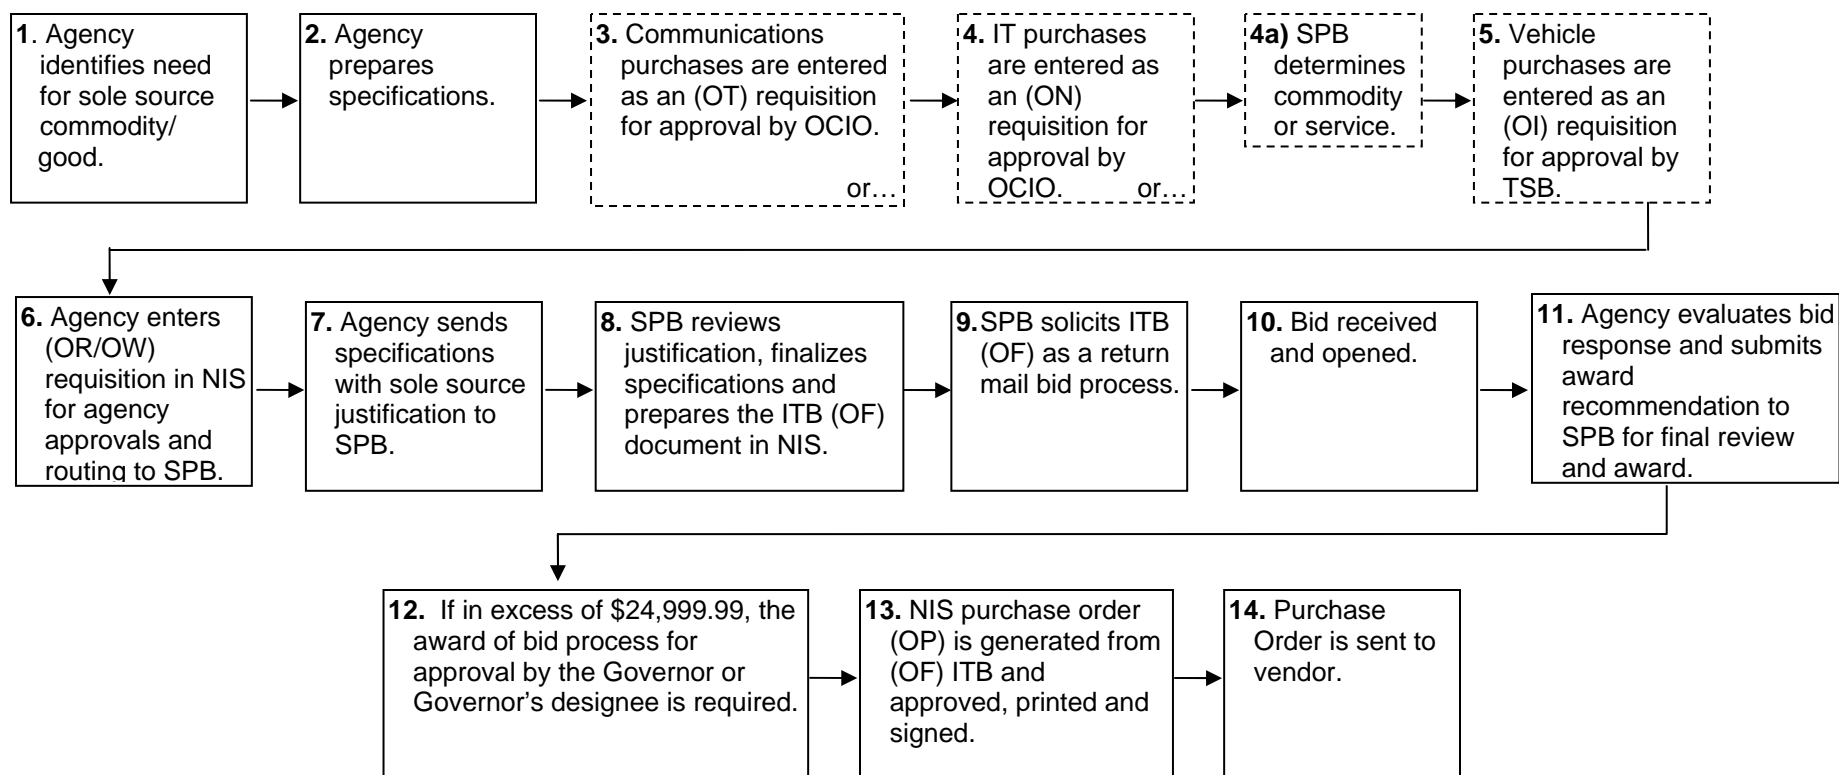 1. Agency
identifies need
for sole source
commodity/
good.
2. Agency
prepares
specifications.
3. Communications
purchases are entered
as an (OT) requisition
for approval by OCIO.
or…
4. IT purchases
are entered as
an (ON)
requisition for
approval by
OCIO. or…
4a) SPB
determines
commodity
or service.
5. Vehicle
purchases are
entered as an
(OI) requisition
for approval by
TSB.
6. Agency enters
(OR/OW)
requisition in NIS
for agency
approvals and
routing to SPB.
7. Agency sends
specifications
with sole source
justification to
SPB.
8. SPB reviews
justification, finalizes
specifications and
prepares the ITB (OF)
document in NIS.
9. SPB solicits ITB
(OF) as a return
mail bid process.
10. Bid received
and opened.
11. Agency evaluates bid
response and submits
award
recommendation to
SPB for final review
and award.
12. If in excess of $24,999.99, the
award of bid process for
approval by the Governor or
Governor’s designee is required.
13. NIS purchase order
(OP) is generated from
(OF) ITB and
approved, printed and
signed.
14. Purchase
Order is sent to
vendor.